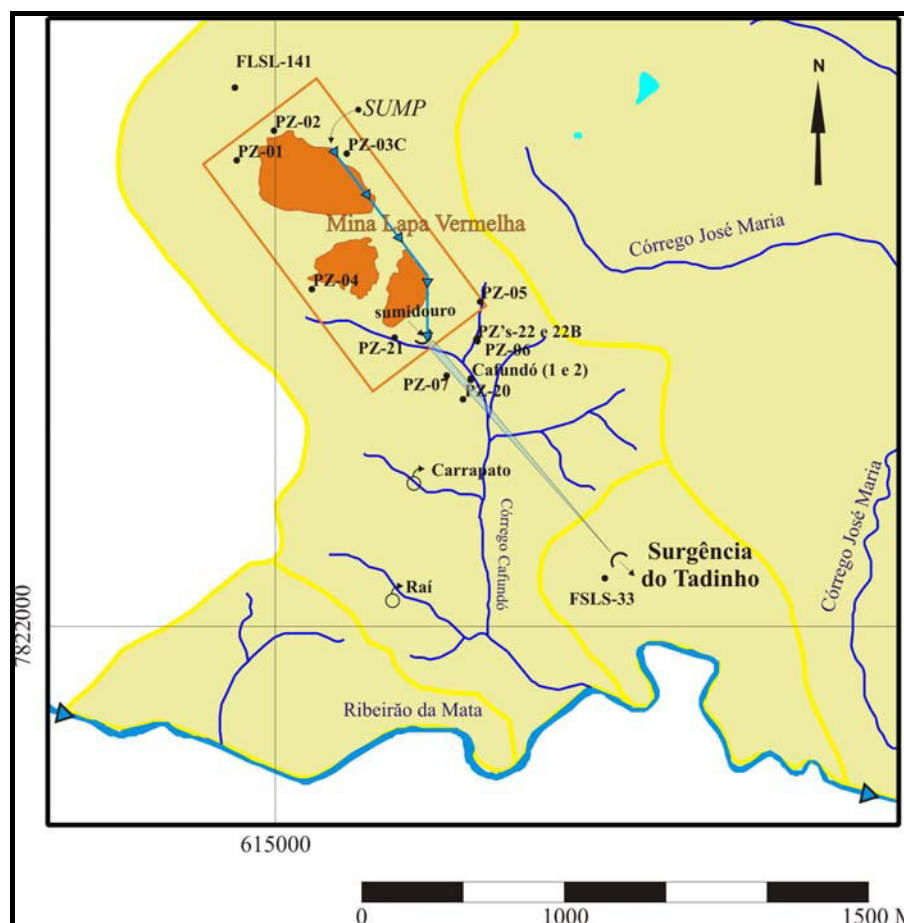 FLSL-141
N
SUMP
PZ-02
PZ-03C
PZ-01
Mina Lapa Vermelha
Córrego José Maria
PZ-04
PZ-05
sumidouro
PZ's-22 e 22B
PZ-21
PZ-06
Cafundó (1 e 2)
PZ-07
PZ-20
Carrapato
Córrego José Maria
Córrego Cafundó
Surgência
do Tadinho
Raí
FSLS-33
7822000
Ribeirão da Mata
615000
0
1000
1500 M